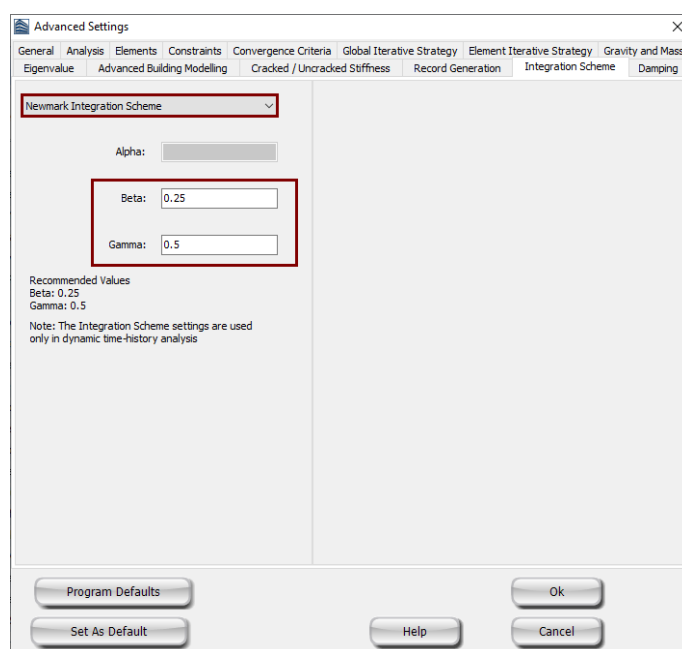 Advanced Settings
General Analysis Elements Constraints Convergence Criteria Global Iterative Strategy Element Iterative Strategy Gravity and Mass
Eigenvalue Advanced Building Modelling Cracked / Uncracked Stiffness Record Generation Integration Scheme Damping
Newmark Integration Scheme
Alpha:
Beta: 0.25
Gamma: 0.5
Recommended Values
Beta: 0.25
Gamma: 0.5
Note: The Integration Scheme settings are used
only in dynamic time-history analysis
Program Defaults Ok
Set As Default Help Cancel